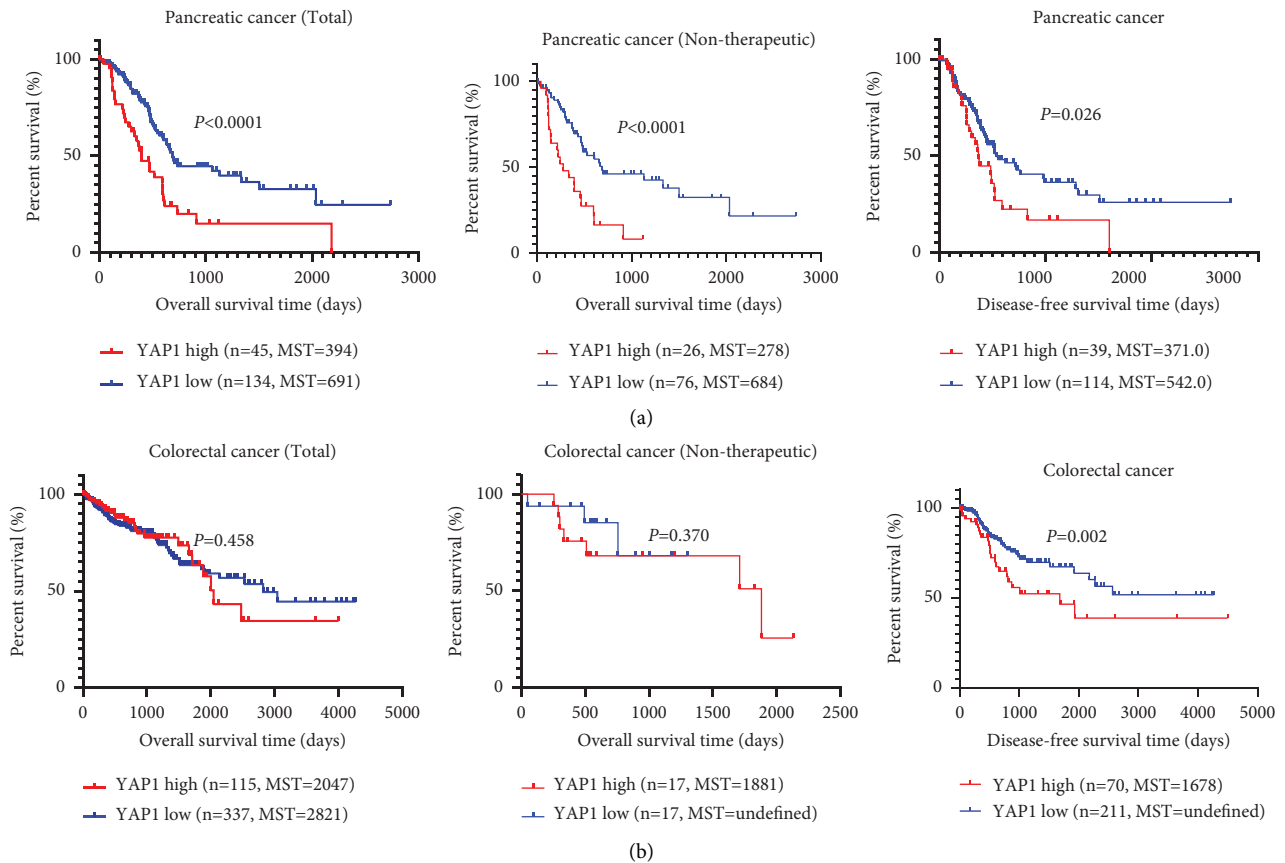 Pancreatic cancer (Total)
Percent survival (%)
100
50
0
P<0.0001
0 1000 2000 3000
Overall survival time (days)
YAP1 high (n=45, MST=394)
YAP1 low (n=134, MST=691)
Pancreatic cancer (Non-therapeutic)
Percent survival (%)
100
50
0
P<0.0001
0 1000 2000 3000
Overall survival time (days)
YAP1 high (n=26, MST=278)
YAP1 low (n=76, MST=684)
Pancreatic cancer
Percent survival (%)
100
50
0
P=0.026
0 1000 2000 3000
Disease-free survival time (days)
YAP1 high (n=39, MST=371.0)
YAP1 low (n=114, MST=542.0)
(a)
Colorectal cancer (Total)
Percent survival (%)
100
50
0
P=0.458
0 1000 2000 3000 4000 5000
Overall survival time (days)
YAP1 high (n=115, MST=2047)
YAP1 low (n=337, MST=2821)
Colorectal cancer (Non-therapeutic)
Percent survival (%)
100
50
0
P=0.370
0 500 1000 1500 2000 2500
Overall survival time (days)
YAP1 high (n=17, MST=1881)
YAP1 low (n=17, MST=undefined)
Colorectal cancer
Percent survival (%)
100
50
0
P=0.002
0 1000 2000 3000 4000 5000
Disease-free survival time (days)
YAP1 high (n=70, MST=1678)
YAP1 low (n=211, MST=undefined)
(b)